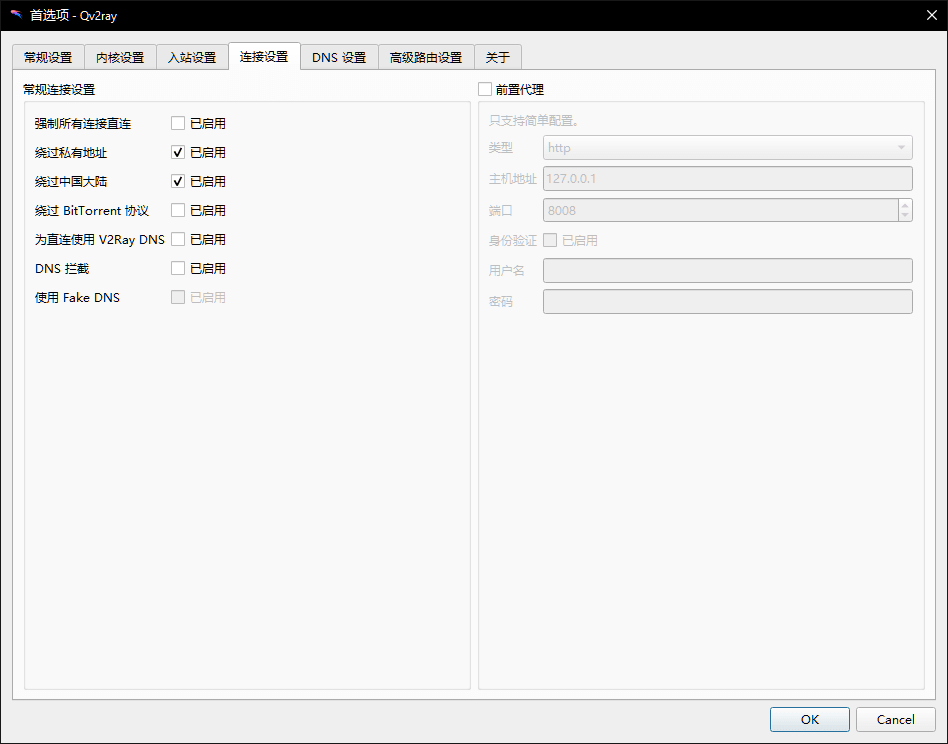 首选项 - Qv2ray
常规设置 内核设置 入站设置 连接设置 DNS 设置 高级路由设置 关于
常规连接设置
强制所有连接直连 已启用
绕过私有地址 已启用
绕过中国大陆 已启用
绕过 BitTorrent 协议 已启用
为直连使用 V2Ray DNS 已启用
DNS 拦截 已启用
使用 Fake DNS 已启用
前置代理
只支持简单配置。
类型 http
主机地址 127.0.0.1
端口 8008
身份验证 已启用
用户名
密码
OK Cancel